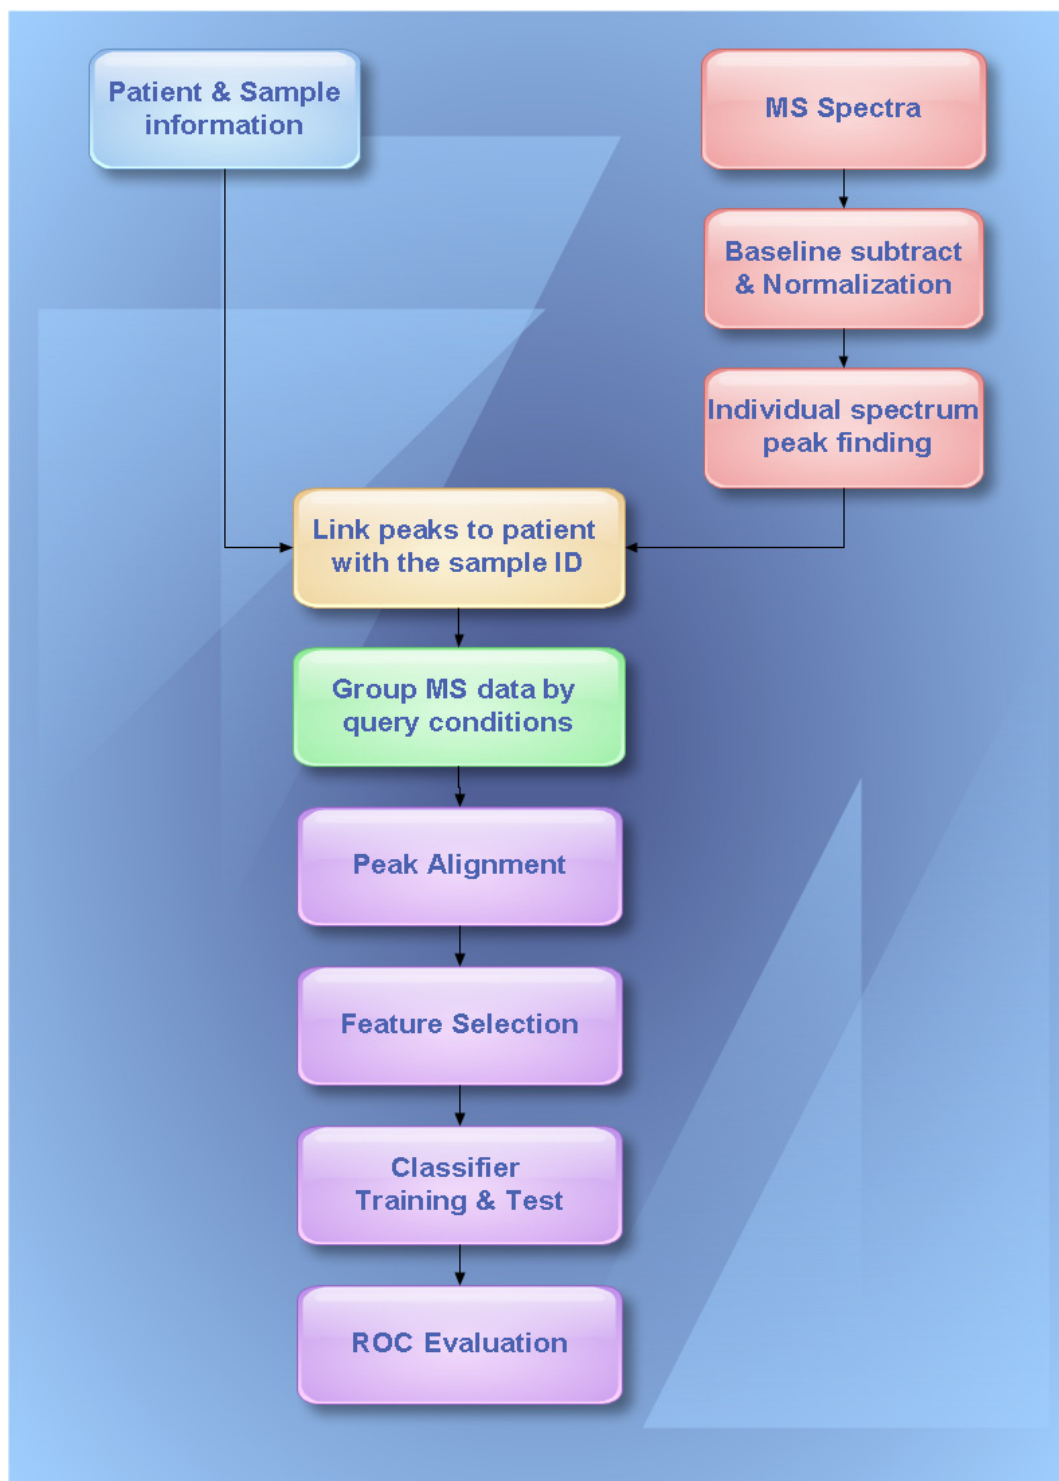 Patient & Sample
information
MS Spectra
Baseline subtract
& Normalization
Individual spectrum
peak finding
Link peaks to patient
with the sample ID
Group MS data by
query conditions
Peak Alignment
Feature Selection
Classifier
Training & Test
ROC Evaluation